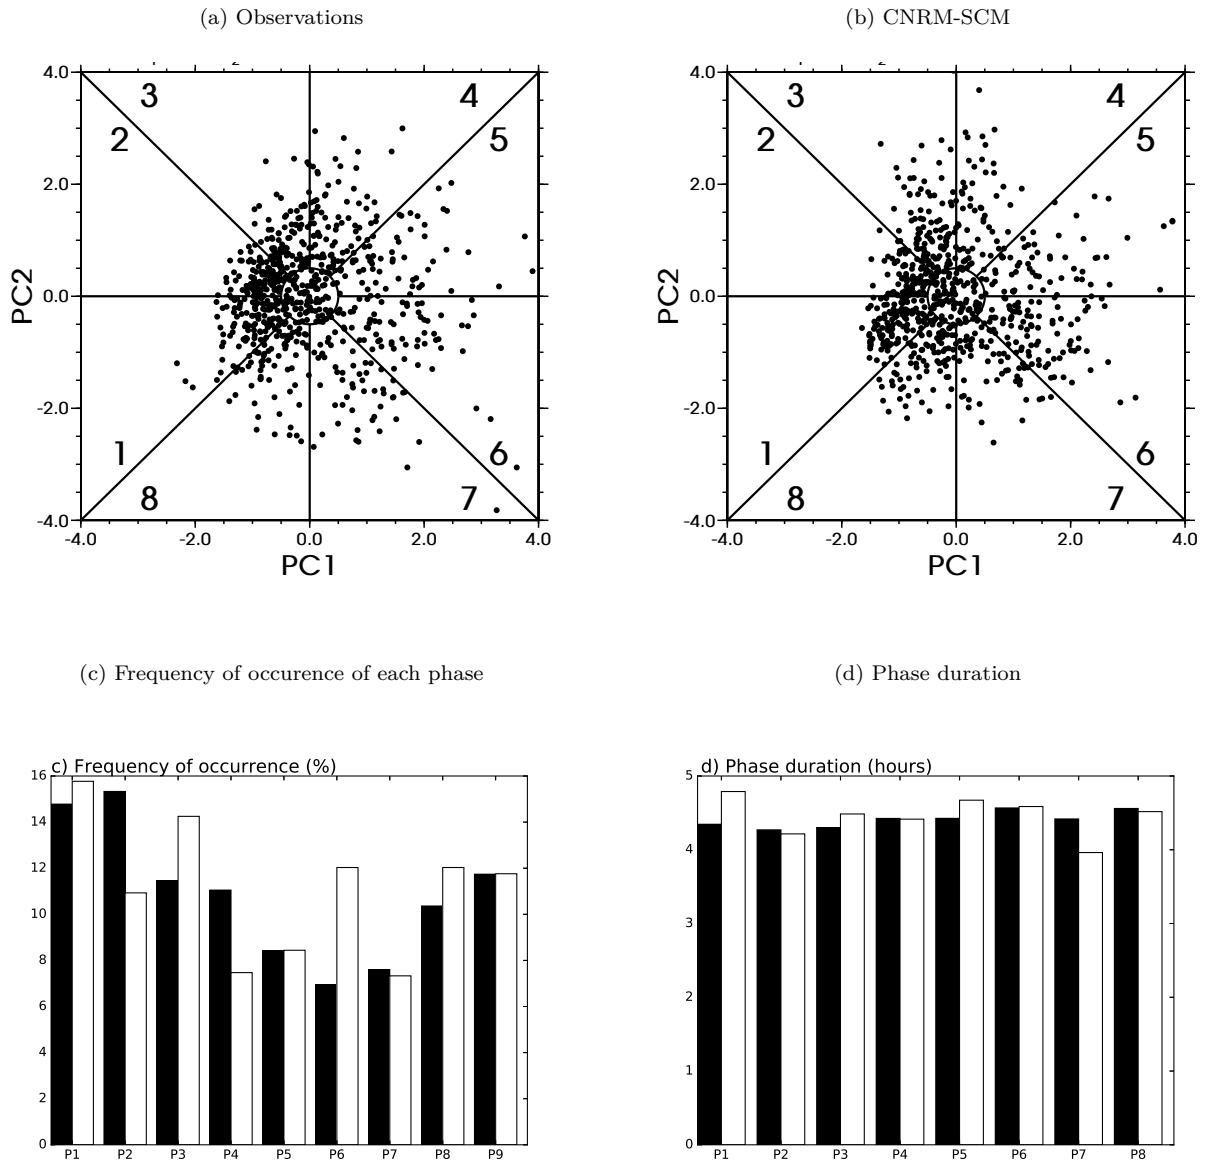 (a) Observations
(b) CNRM-SCM
4.0
3
4
2
5
2.0
PC2
0.0
-2.0
1
6
8
7
-4.0
-4.0 -2.0 0.0 2.0 4.0
PC1
4.0
3
4
2
5
2.0
PC2
0.0
-2.0
1
6
8
7
-4.0
-4.0 -2.0 0.0 2.0 4.0
PC1
(c) Frequency of occurence of each phase
(d) Phase duration
c) Frequency of occurrence (%)
16
14
12
10
8
6
4
2
0
P1 P2 P3 P4 P5 P6 P7 P8 P9
d) Phase duration (hours)
5
4
3
2
1
0
P1 P2 P3 P4 P5 P6 P7 P8